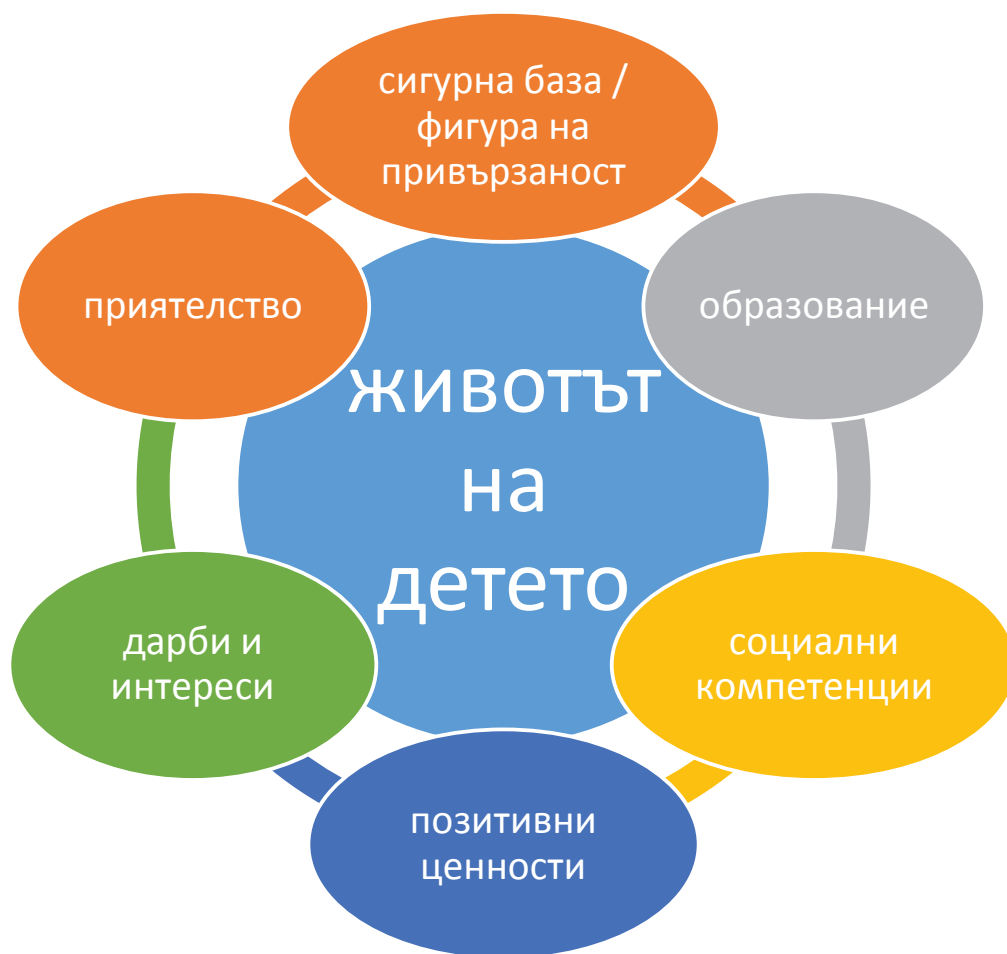 сигурна база /
фигура на
привързаност
приятелство
образование
животът
на
детето
дарби и
интереси
социални
компетенции
позитивни
ценности